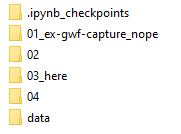 .ipynb_checkpoints
01_ex-gwf-capture_nope
02
03_here
04
data